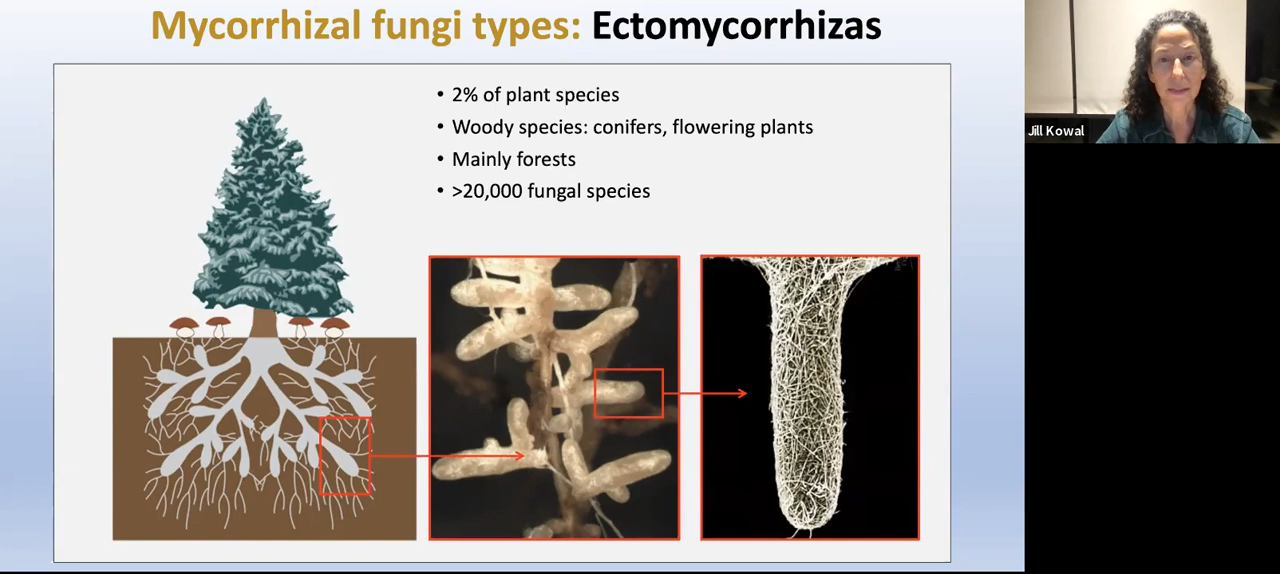 Mycorrhizal fungi types: Ectomycorrhizas
• 2% of plant species
• Woody species: conifers, flowering plants
• Mainly forests
• >20,000 fungal species
Jill Kowal